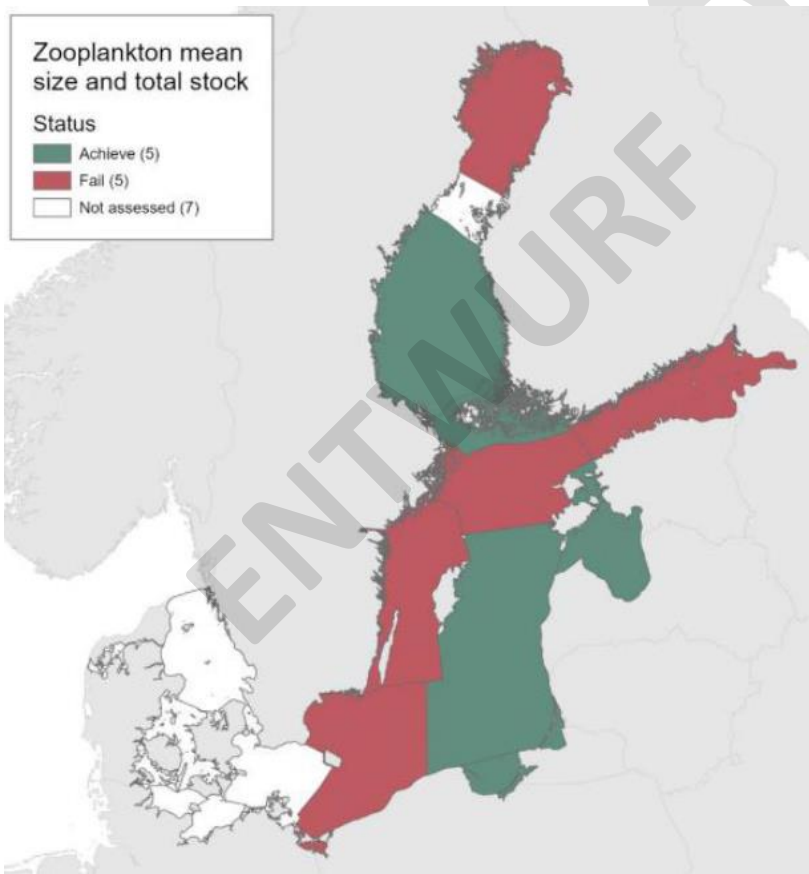 Zooplankton mean
size and total stock
Status
Achieve (5)
Fail (5)
Not assessed (7)
ENTWURF